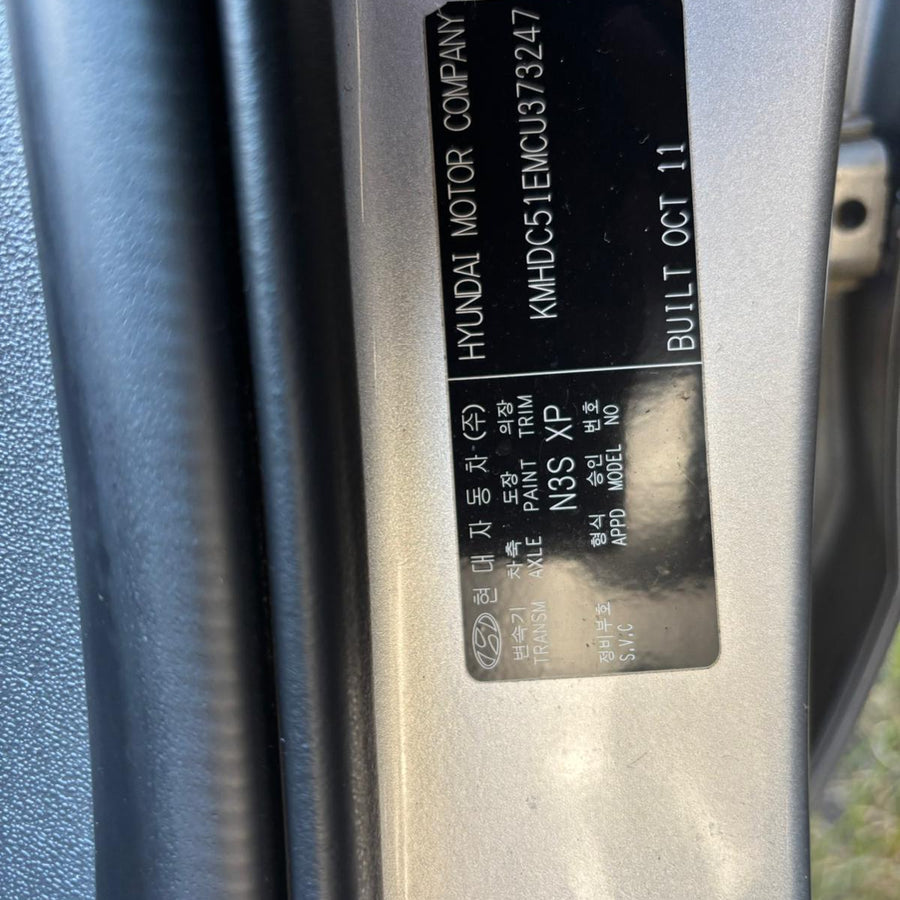 현대자동차(주) HYUNDAI MOTOR COMPANY
변속기 차축 도장 의장
TRANSM AXLE PAINT TRIM
KMHDC51EMCU373247
N3S XP
정비부호 형식 승인 번호
S.V.C APPD MODEL NO
BUILT OCT 11